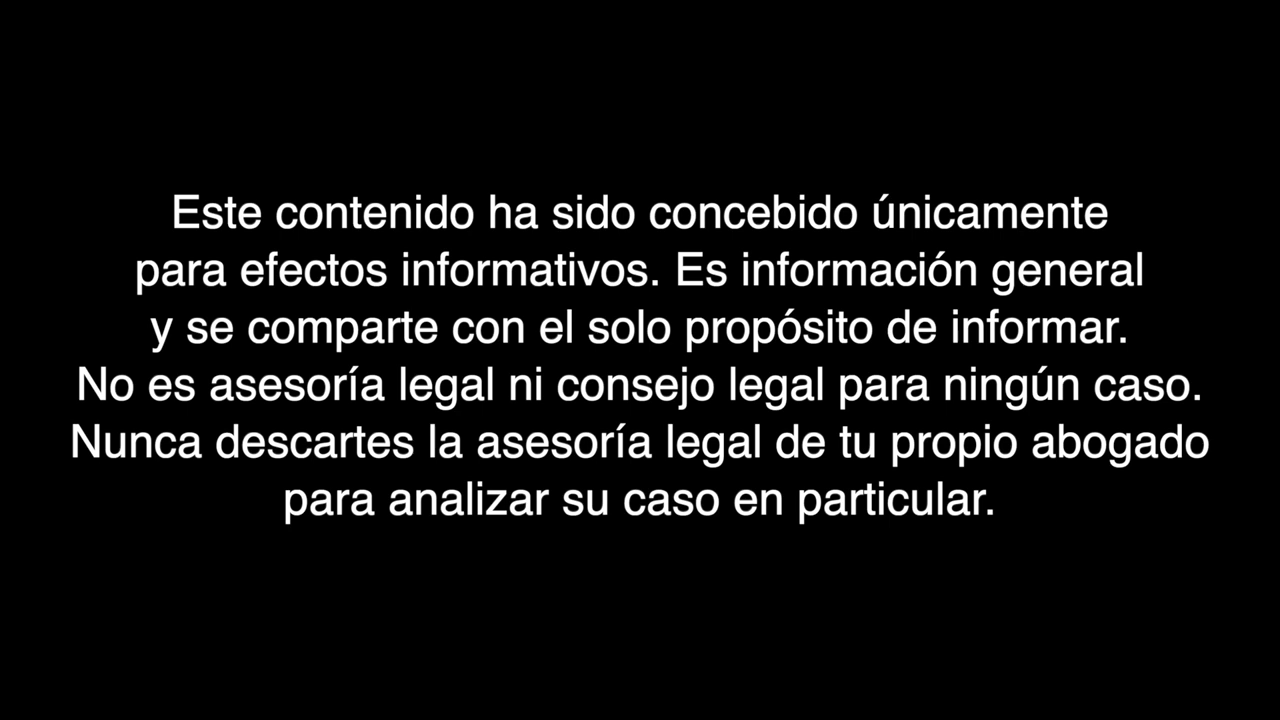 Este contenido ha sido concebido únicamente
para efectos informativos. Es información general
y se comparte con el solo propósito de informar.
No es asesoría legal ni consejo legal para ningún caso.
Nunca descartes la asesoría legal de tu propio abogado
para analizar su caso en particular.